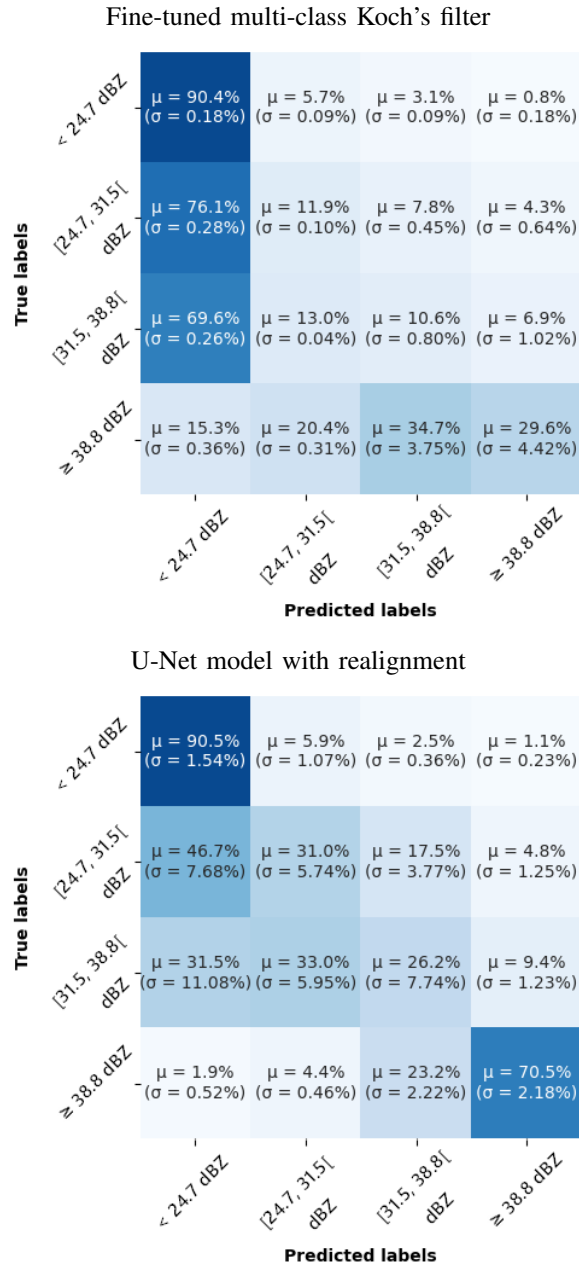 Fine-tuned multi-class Koch's filter
True labels
< 24.7 dBZ
μ = 90.4% μ = 5.7% μ = 3.1% μ = 0.8%
(σ = 0.18%) (σ = 0.09%) (σ = 0.09%) (σ = 0.18%)
[24.7, 31.5[
dBZ
μ = 76.1% μ = 11.9% μ = 7.8% μ = 4.3%
(σ = 0.28%) (σ = 0.10%) (σ = 0.45%) (σ = 0.64%)
[31.5, 38.8[
dBZ
μ = 69.6% μ = 13.0% μ = 10.6% μ = 6.9%
(σ = 0.26%) (σ = 0.04%) (σ = 0.80%) (σ = 1.02%)
≥ 38.8 dBZ
μ = 15.3% μ = 20.4% μ = 34.7% μ = 29.6%
(σ = 0.36%) (σ = 0.31%) (σ = 3.75%) (σ = 4.42%)
< 24.7 dBZ
[24.7, 31.5[
dBZ
[31.5, 38.8[
dBZ
≥ 38.8 dBZ
Predicted labels
U-Net model with realignment
True labels
< 24.7 dBZ
μ = 90.5% μ = 5.9% μ = 2.5% μ = 1.1%
(σ = 1.54%) (σ = 1.07%) (σ = 0.36%) (σ = 0.23%)
[24.7, 31.5[
dBZ
μ = 46.7% μ = 31.0% μ = 17.5% μ = 4.8%
(σ = 7.68%) (σ = 5.74%) (σ = 3.77%) (σ = 1.25%)
[31.5, 38.8[
dBZ
μ = 31.5% μ = 33.0% μ = 26.2% μ = 9.4%
(σ = 11.08%) (σ = 5.95%) (σ = 7.74%) (σ = 1.23%)
≥ 38.8 dBZ
μ = 1.9% μ = 4.4% μ = 23.2% μ = 70.5%
(σ = 0.52%) (σ = 0.46%) (σ = 2.22%) (σ = 2.18%)
< 24.7 dBZ
[24.7, 31.5[
dBZ
[31.5, 38.8[
dBZ
≥ 38.8 dBZ
Predicted labels